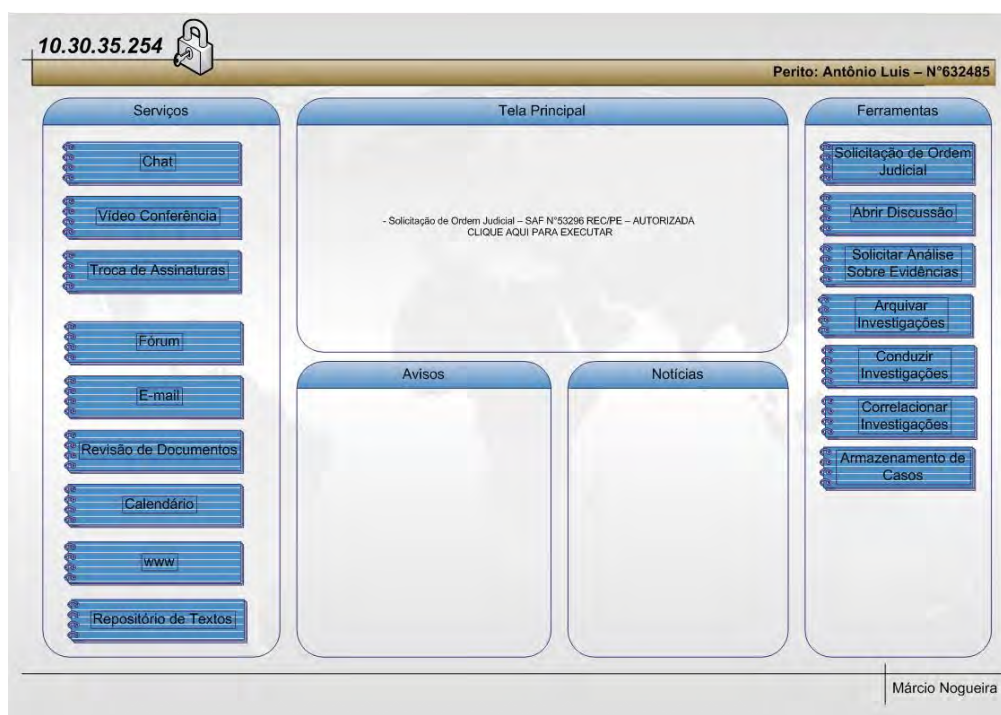 10.30.35.254
Perito: Antônio Luis – N°632485
Serviços
Chat
Vídeo Conferência
Troca de Assinaturas
Fórum
E-mail
Revisão de Documentos
Calendário
www
Repositório de Textos
Tela Principal
- Solicitação de Ordem Judicial – SAF N°53296 REC/PE – AUTORIZADA
CLIQUE AQUI PARA EXECUTAR
Avisos
Notícias
Ferramentas
Solicitação de Ordem
Judicial
Abrir Discussão
Solicitar Análise
Sobre Evidências
Arquivar
Investigações
Conduzir
Investigações
Correlacionar
Investigações
Armazenamento de
Casos
Márcio Nogueira